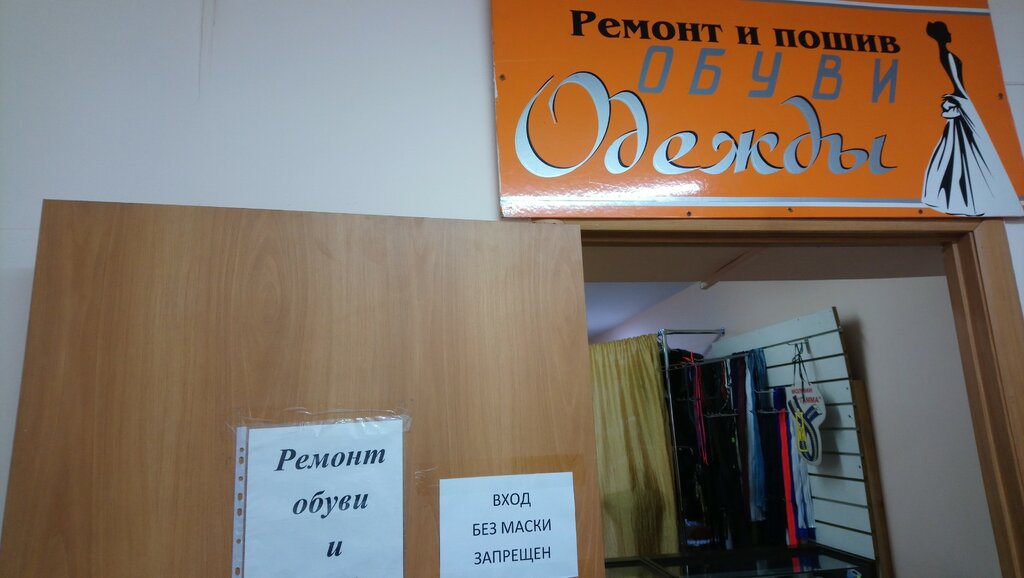 Ремонт и пошив
ОБУВИ
Одежды
Ремонт
обуви
и
ВХОД
БЕЗ МАСКИ
ЗАПРЕЩЕН